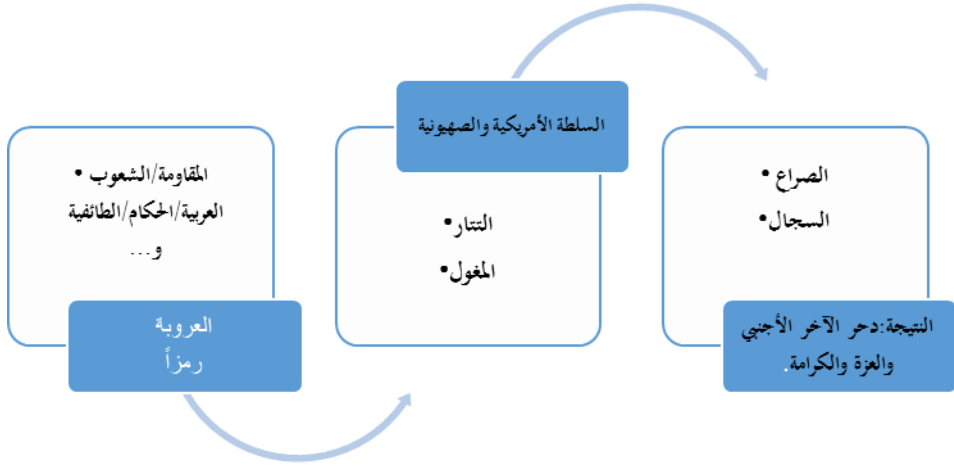 المقاومة/الشعوب •
العربية/الحكام/الطائفية
و...
العروبة
رمزاً
السلطة الأمريكية والصهيونية
التتار•
المغول•
الصراع •
السجال •
النتيجة:دحر الآخر الأجنبي
والعزة والكرامة.